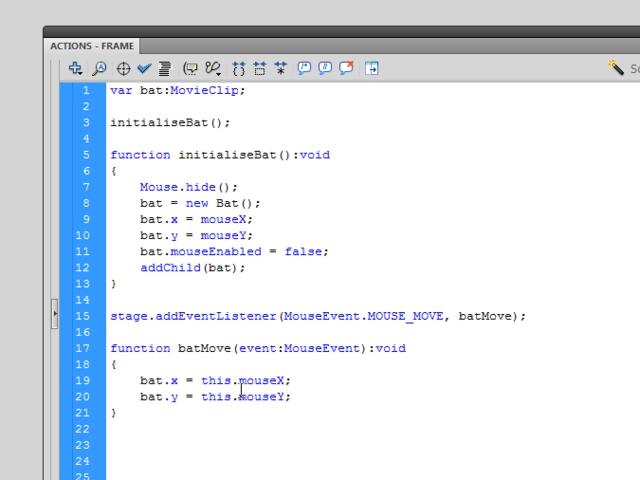 ACTIONS - FRAME
Sc
1 var bat:MovieClip;
2
3 initialiseBat();
4
5 function initialiseBat():void
6 {
7 Mouse.hide();
8 bat = new Bat();
9 bat.x = mouseX;
10 bat.y = mouseY;
11 bat.mouseEnabled = false;
12 addChild(bat);
13 }
14
15 stage.addEventListener(MouseEvent.MOUSE_MOVE, batMove);
16
17 function batMove(event:MouseEvent):void
18 {
19 bat.x = this.mouseX;
20 bat.y = this.mouseY;
21 }
22
23
24
25